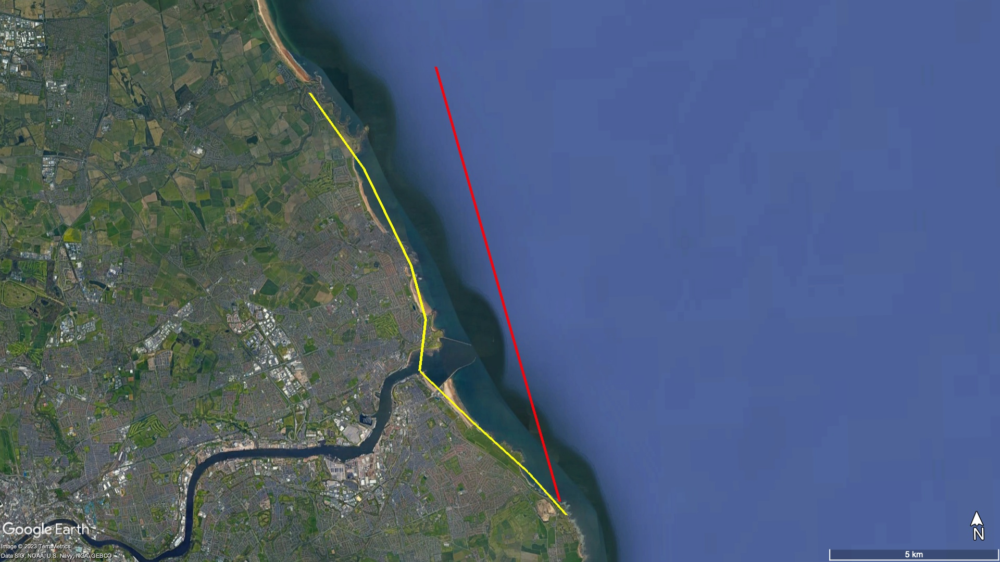 Google Earth
Image © 2023 TerraMetrics
Data SIO, NOAA, U.S. Navy, NGA, GEBCO
N
5 km